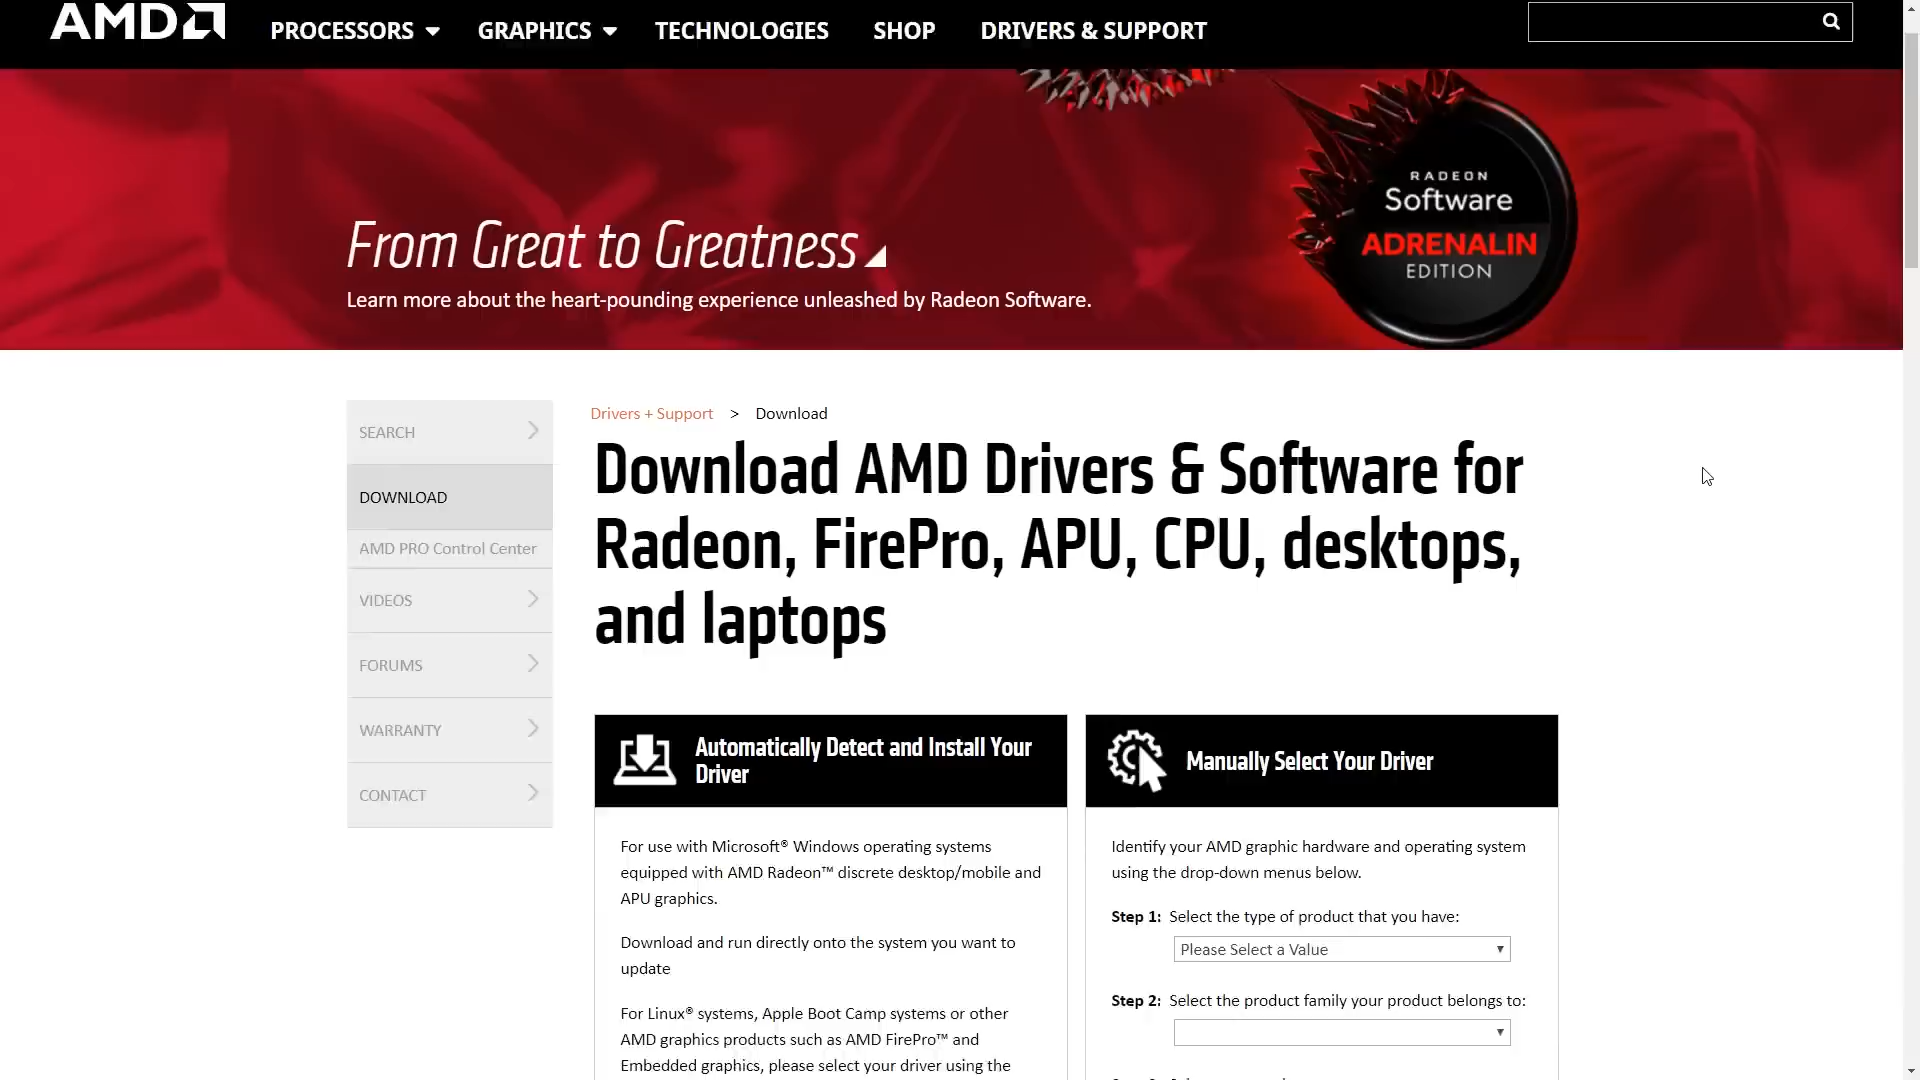 AMD
PROCESSORS GRAPHICS TECHNOLOGIES SHOP DRIVERS & SUPPORT
RADEON
Software
ADRENALIN
EDITION
From Great to Greatness
Learn more about the heart-pounding experience unleashed by Radeon Software.
SEARCH
DOWNLOAD
AMD PRO Control Center
VIDEOS
FORUMS
WARRANTY
CONTACT
Drivers + Support > Download
Download AMD Drivers & Software for
Radeon, FirePro, APU, CPU, desktops,
and laptops
Automatically Detect and Install Your
Driver
For use with Microsoft® Windows operating systems
equipped with AMD Radeon™ discrete desktop/mobile and
APU graphics.
Download and run directly onto the system you want to
update
For Linux® systems, Apple Boot Camp systems or other
AMD graphics products such as AMD FirePro™ and
Embedded graphics, please select your driver using the
Manually Select Your Driver
Identify your AMD graphic hardware and operating system
using the drop-down menus below.
Step 1: Select the type of product that you have:
Please Select a Value
Step 2: Select the product family your product belongs to: